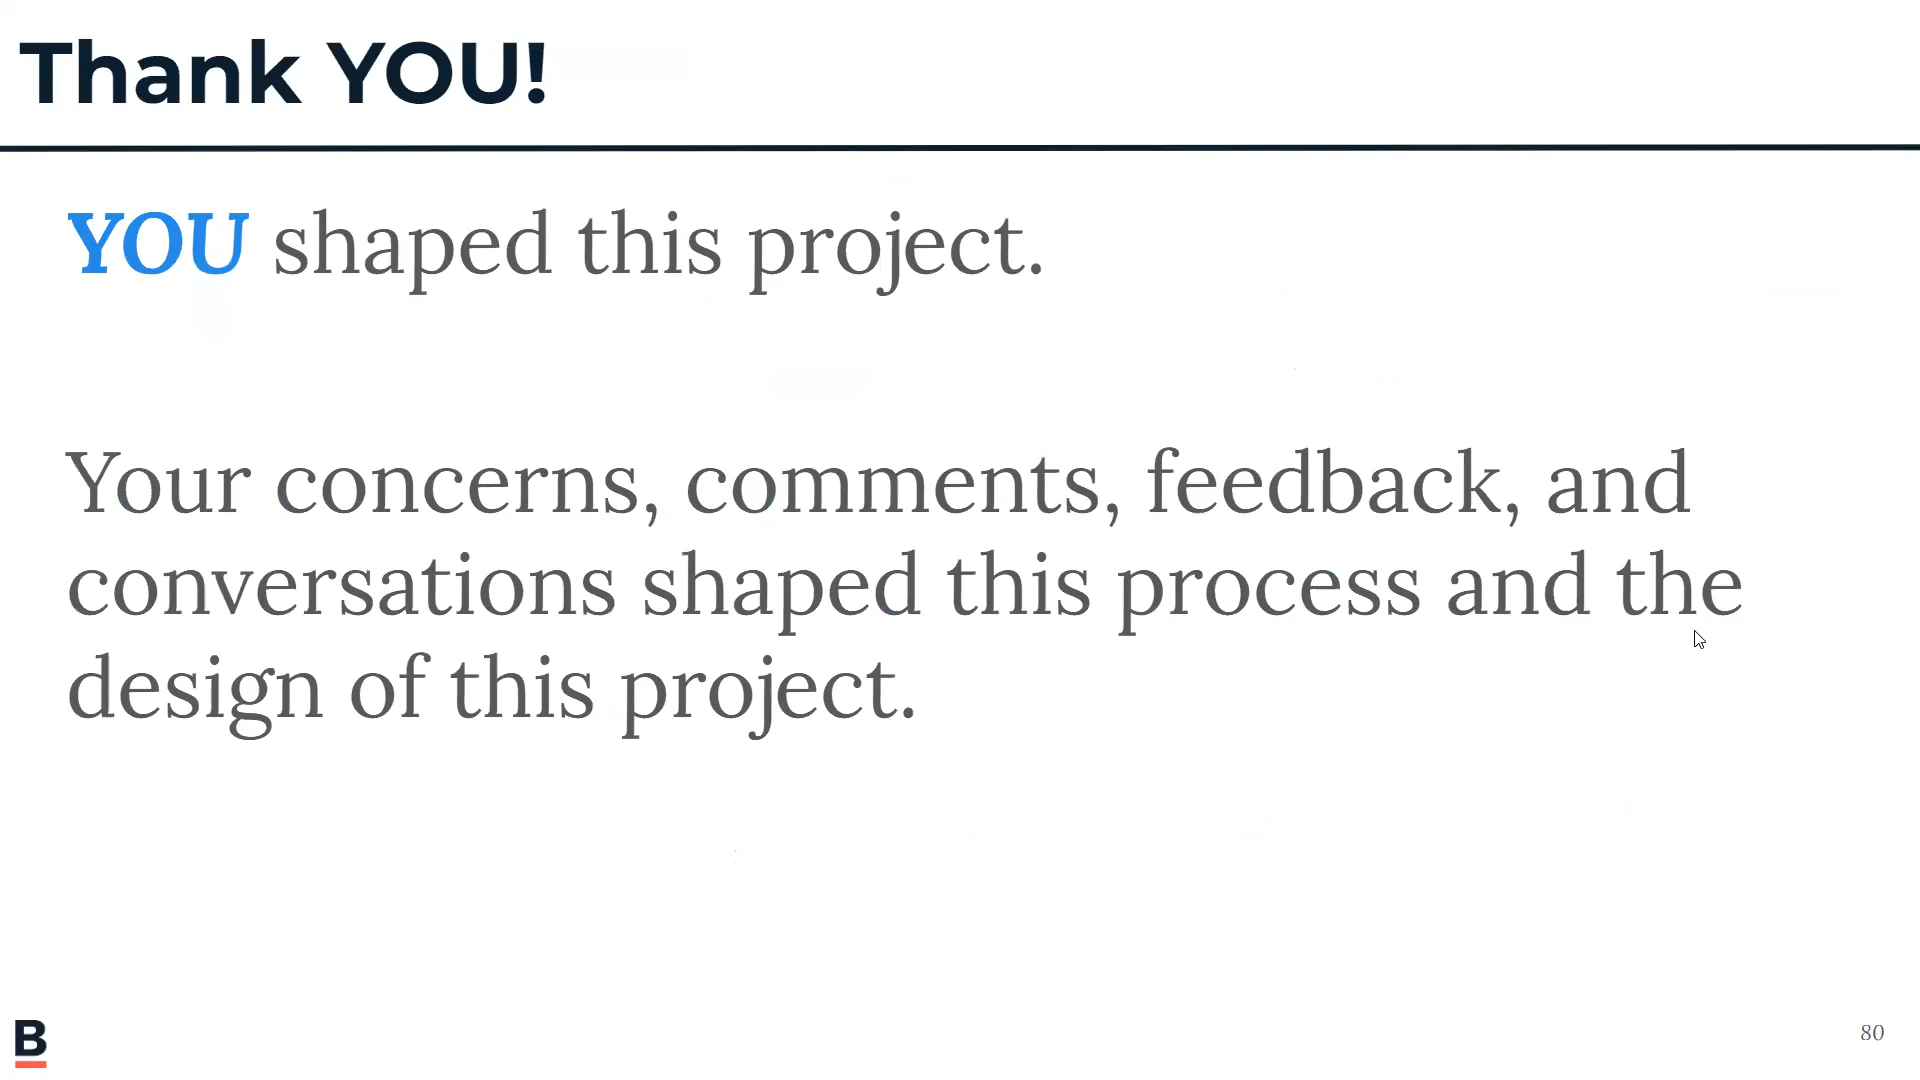 Thank YOU!
YOU shaped this project.
Your concerns, comments, feedback, and
conversations shaped this process and the
design of this project.
B
80